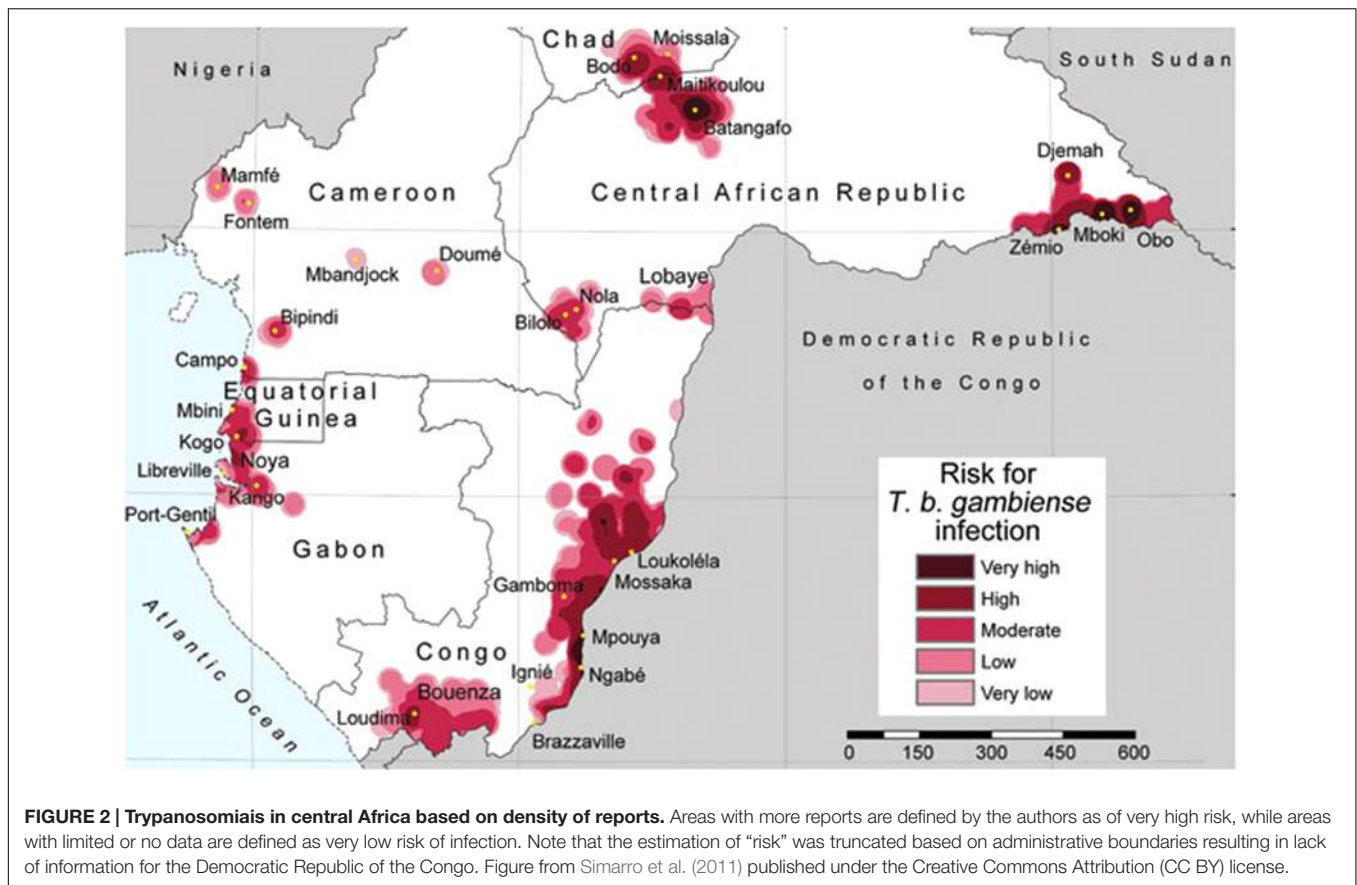 Chad
Moissala
Nigeria
South Sudan
Bodo
Maitikoulou
Batangafo
Djemah
Mamfé
Cameroon
Central African Republic
Fontem
Zémio
Mboki
Obo
Doumé
Mbandjock
Lobaye
Nola
Bipindi
Bilolo
Democratic Republic
of the Congo
Campo
Equatorial
Guinea
Mbini
Kogo
Noya
Libreville
Kango
Port-Gentil
Gabon
Risk for
T. b. gambiense
infection
Very high
High
Moderate
Low
Very low
Loukoléla
Mossaka
Gamboma
Atlantic Ocean
Mpouya
Congo
Ignié
Ngabé
Bouenza
Loudima
Brazzaville
0 150 300 450 600
FIGURE 2 | Trypanosomiais in central Africa based on density of reports. Areas with more reports are defined by the authors as of very high risk, while areas
with limited or no data are defined as very low risk of infection. Note that the estimation of “risk” was truncated based on administrative boundaries resulting in lack
of information for the Democratic Republic of the Congo. Figure from Simarro et al. (2011) published under the Creative Commons Attribution (CC BY) license.